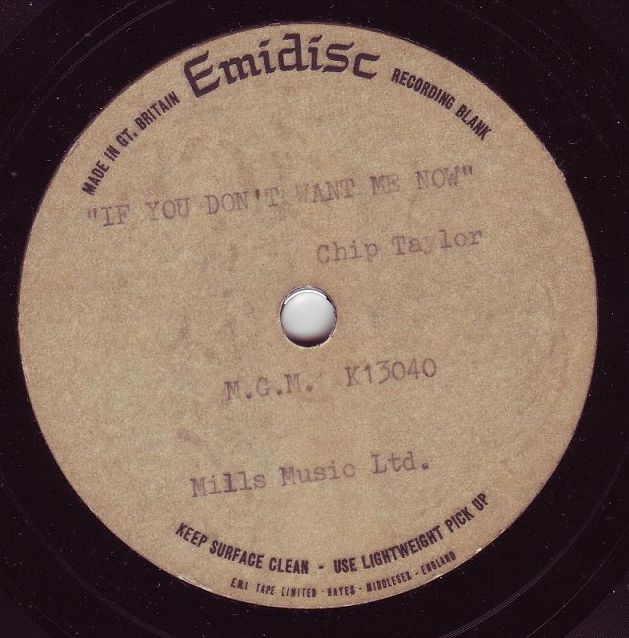 MADE IN GT. BRITAIN
Emidisc
RECORDING BLANK
"IF YOU DON'T WANT ME NOW"
Chip Taylor
M.G.M. K13040
Mills Music Ltd.
KEEP SURFACE CLEAN - USE LIGHTWEIGHT PICK UP
E.M.I TAPE LIMITED - HAYES - MIDDLESEX - ENGLAND